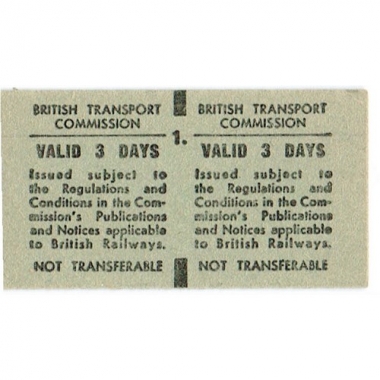 BRITISH TRANSPORT
COMMISSION
VALID 3 DAYS
Issued subject to
the Regulations and
Conditions in the Com-
mission's Publications
and Notices applicable
to British Railways.
NOT TRANSFERABLE
1.
BRITISH TRANSPORT
COMMISSION
VALID 3 DAYS
Issued subject to
the Regulations and
Conditions in the Com-
mission's Publications
and Notices applicable
to British Railways.
NOT TRANSFERABLE